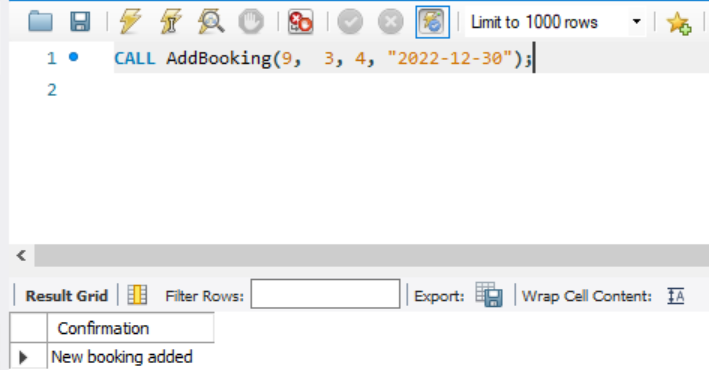 Limit to 1000 rows
1 CALL AddBooking(9,  3, 4, "2022-12-30");
2
Result Grid Filter Rows: Export: Wrap Cell Content: IA
Confirmation
New booking added